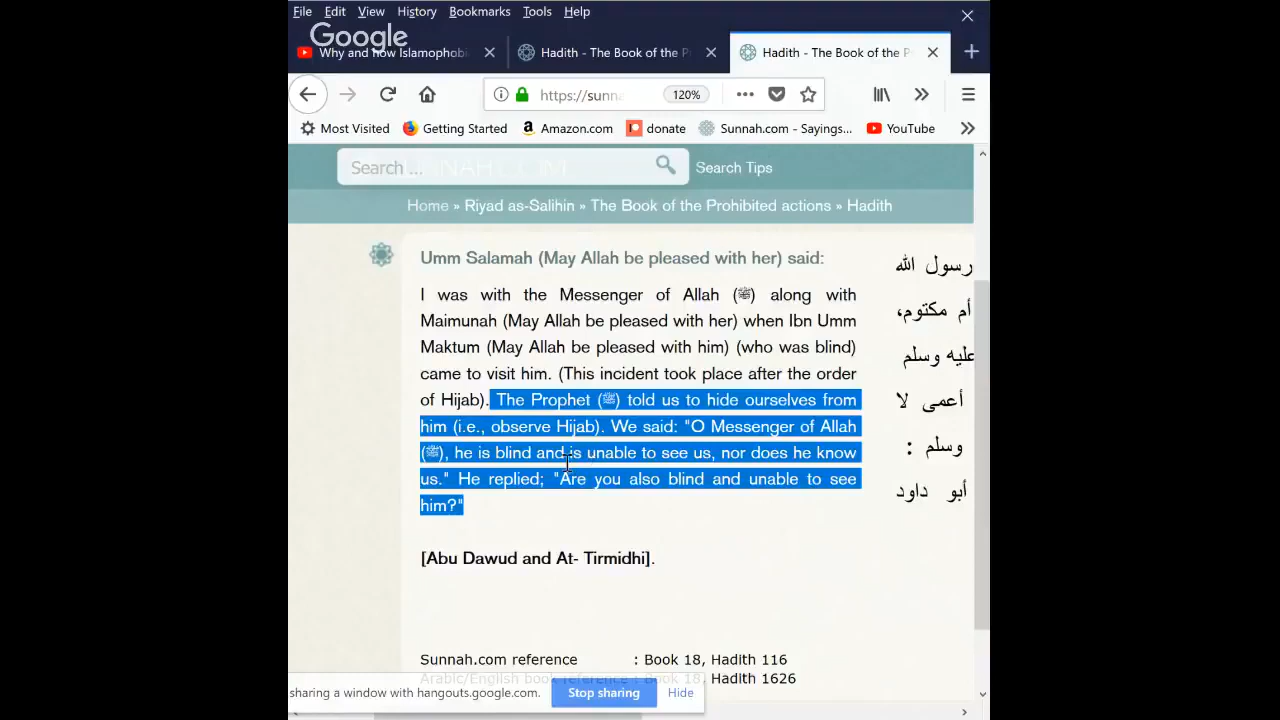 File Edit View History Bookmarks Tools Help
Google
Why and how Islamophobi
Hadith - The Book of the P
Hadith - The Book of the P
https://sunna
120%
Most Visited Getting Started Amazon.com donate Sunnah.com - Sayings... YouTube
Search ... Search Tips
Home » Riyad as-Salihin » The Book of the Prohibited actions » Hadith
Umm Salamah (May Allah be pleased with her) said:
I was with the Messenger of Allah (ﷺ) along with
Maimunah (May Allah be pleased with her) when Ibn Umm
Maktum (May Allah be pleased with him) (who was blind)
came to visit him. (This incident took place after the order
of Hijab). The Prophet (ﷺ) told us to hide ourselves from
him (i.e., observe Hijab). We said: "O Messenger of Allah
(ﷺ), he is blind and is unable to see us, nor does he know
us." He replied; "Are you also blind and unable to see
him?"
رسول الله
أم مكتوم،
عليه وسلم
أعمى لا
وسلم :
أبو داود
[Abu Dawud and At- Tirmidhi].
Sunnah.com reference : Book 18, Hadith 116
Arabic/English book reference : Book 18, Hadith 1626
sharing a window with hangouts.google.com. Stop sharing Hide